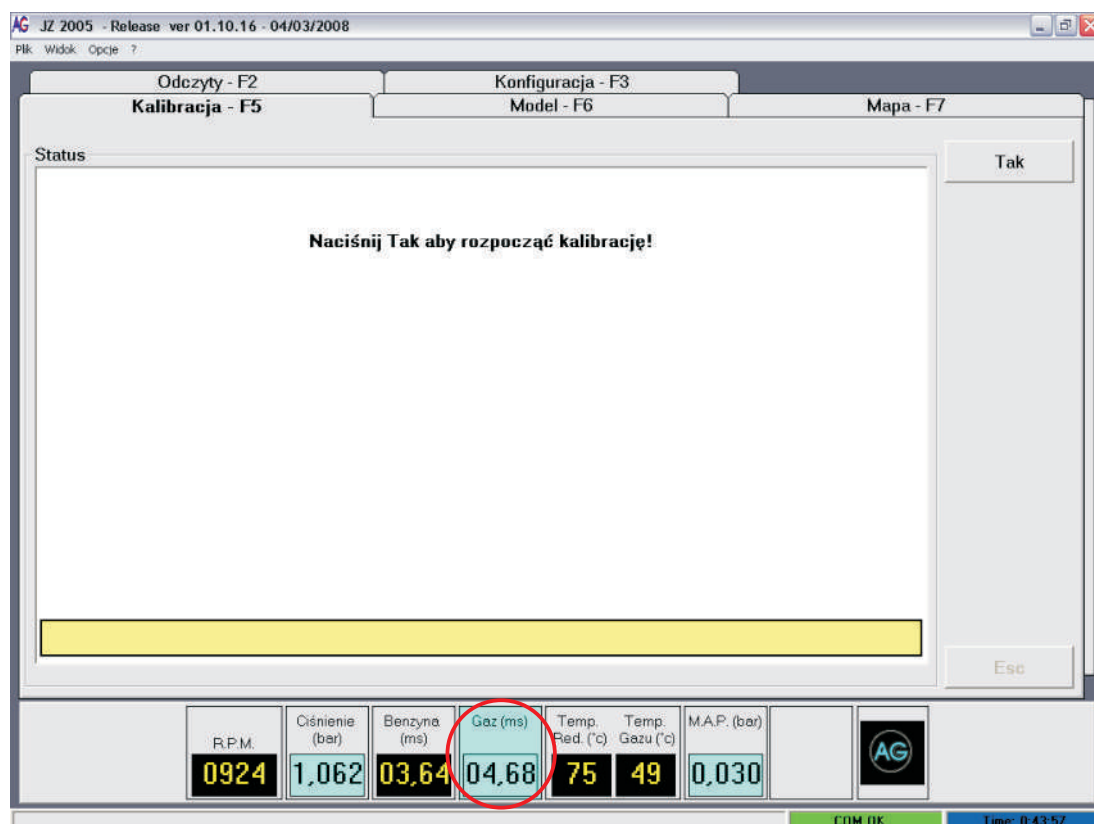 AG JZ 2005 - Release ver 01.10.16 - 04/03/2008
Plik Widok Opcje ?
Odczyty - F2 Konfiguracja - F3
Kalibracja - F5 Model - F6 Mapa - F7
Status
Tak
Naciśnij Tak aby rozpocząć kalibrację!
Esc
R.P.M.
0924
Ciśnienie
(bar)
1,062
Benzyna
(ms)
03,64
Gaz (ms)
04,68
Temp.
Red. (°c)
75
Temp.
Gazu (°c)
49
M.A.P. (bar)
0,030
AG
COM OK Time: 0:43:57